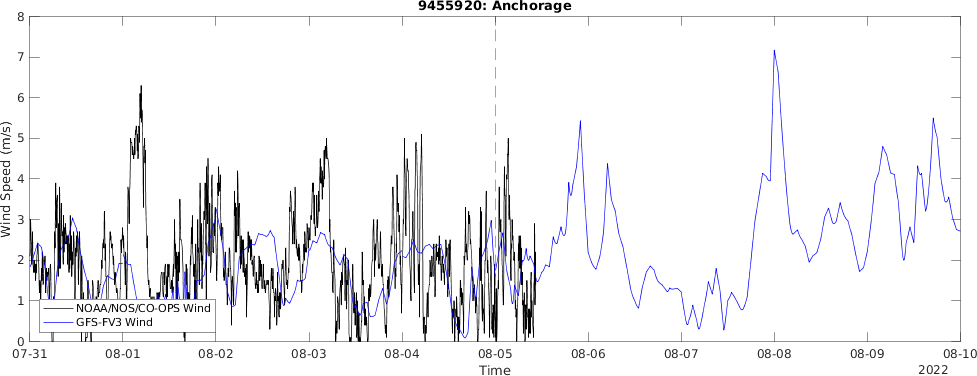 9455920: Anchorage
8
7
6
5
4
3
2
1
0
Wind Speed (m/s)
NOAA/NOS/CO-OPS Wind
GFS-FV3 Wind
07-31 08-01 08-02 08-03 08-04 08-05 08-06 08-07 08-08 08-09 08-10
Time
2022